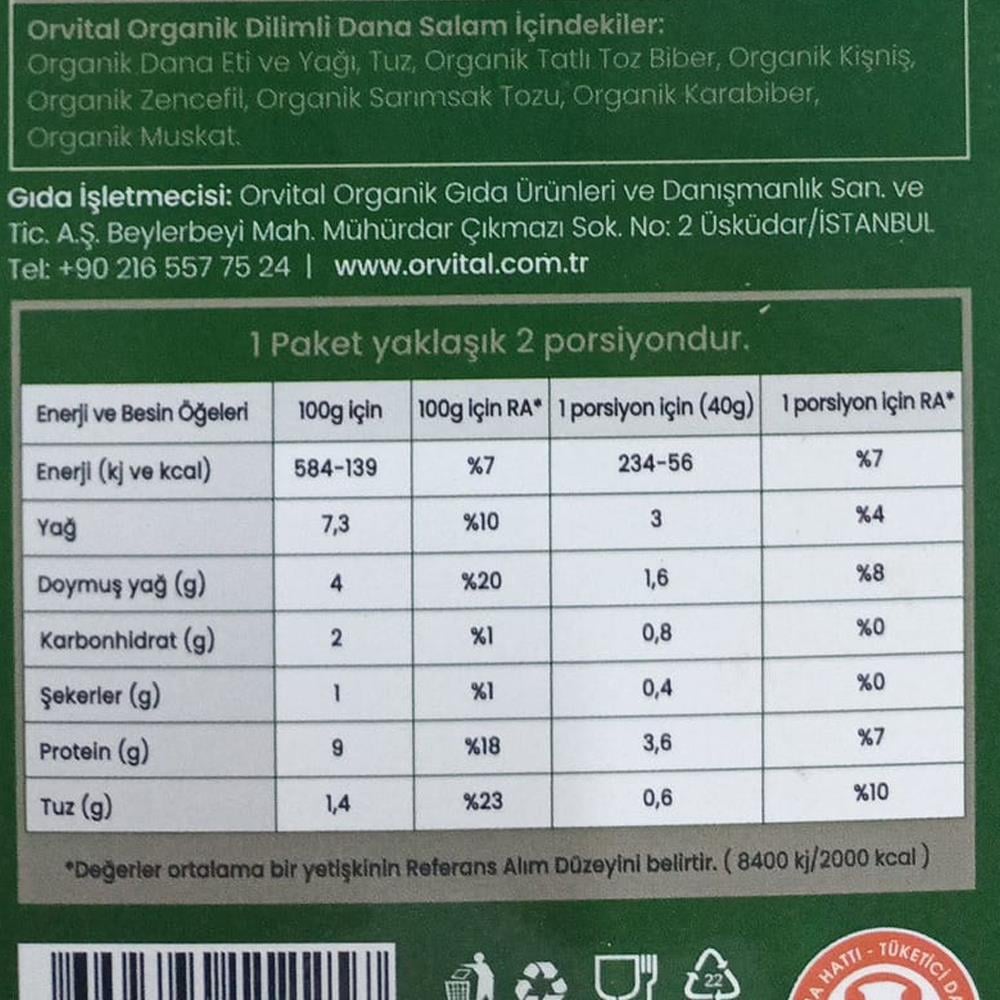 Orvital Organik Dilimli Dana Salam İçindekiler:
Organik Dana Eti ve Yağı, Tuz, Organik Tatlı Toz Biber, Organik Kişniş,
Organik Zencefil, Organik Sarımsak Tozu, Organik Karabiber,
Organik Muskat.
Gıda İşletmecisi: Orvital Organik Gıda Ürünleri ve Danışmanlık San. ve
Tic. A.Ş. Beylerbeyi Mah. Mühürdar Çıkmazı Sok. No: 2 Üsküdar/İSTANBUL
Tel: +90 216 557 75 24 | www.orvital.com.tr
1 Paket yaklaşık 2 porsiyondur.
Enerji ve Besin Öğeleri 100g için 100g için RA* 1 porsiyon için (40g) 1 porsiyon için RA*
Enerji (kj ve kcal) 584-139 %7 234-56 %7
Yağ 7,3 %10 3 %4
Doymuş yağ (g) 4 %20 1,6 %8
Karbonhidrat (g) 2 %1 0,8 %0
Şekerler (g) 1 %1 0,4 %0
Protein (g) 9 %18 3,6 %7
Tuz (g) 1,4 %23 0,6 %10
*Değerler ortalama bir yetişkinin Referans Alım Düzeyini belirtir. ( 8400 kj/2000 kcal )
22
HATTI - TÜKETİCİ